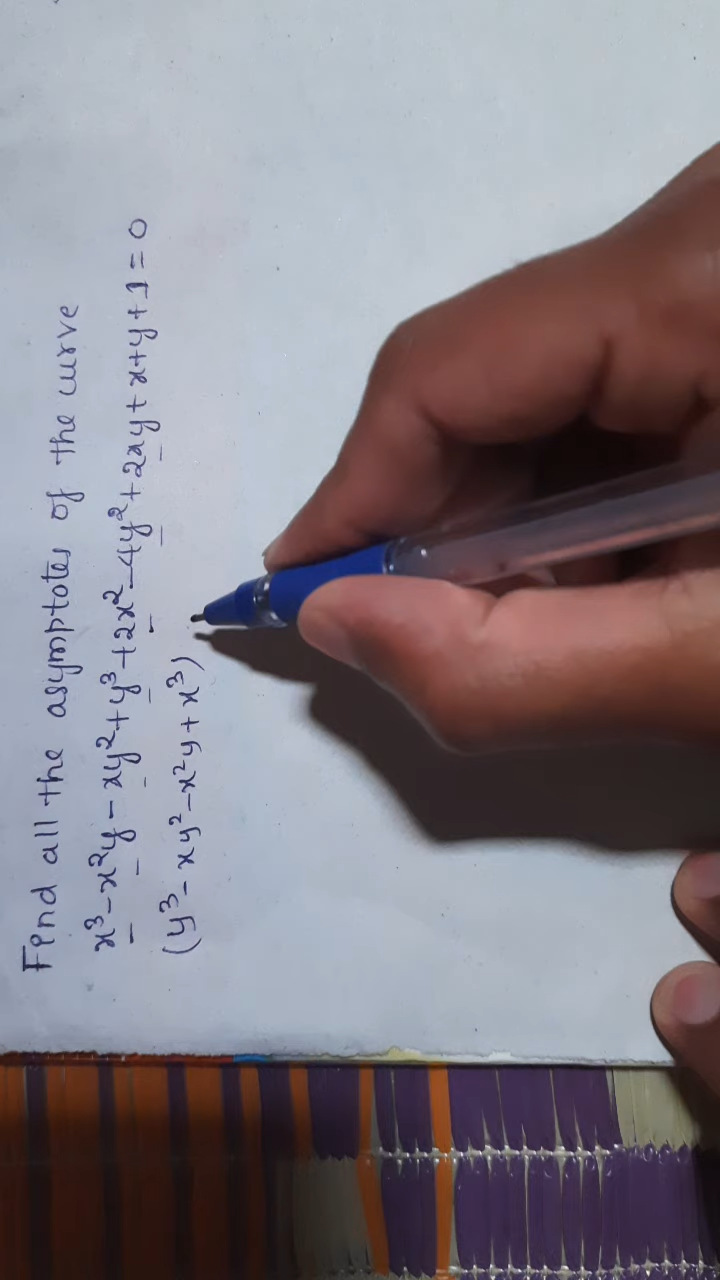 Find all the asymptotes of the curve
x³-x²y-xy²+y³+2x²-4y²+2xy+x+y+1=0
(y³-xy²-x²y+x³)